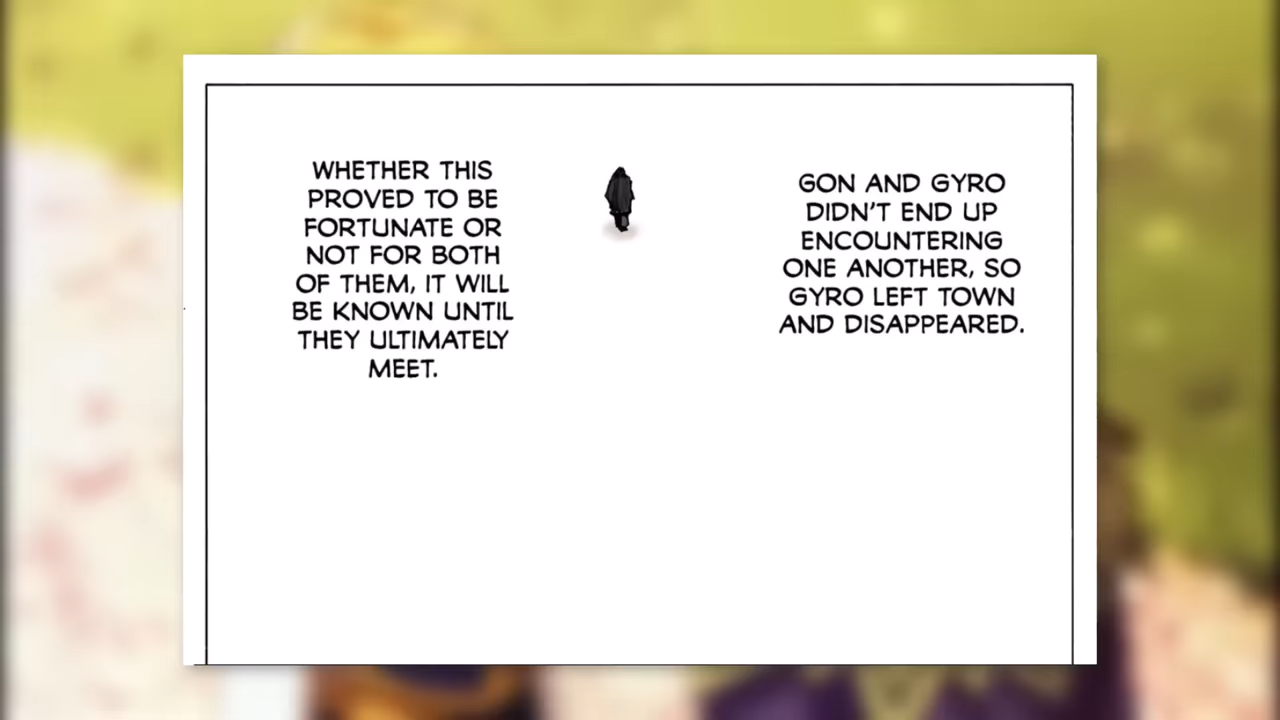 GON AND GYRO
DIDN'T END UP
ENCOUNTERING
ONE ANOTHER, SO
GYRO LEFT TOWN
AND DISAPPEARED.
WHETHER THIS
PROVED TO BE
FORTUNATE OR
NOT FOR BOTH
OF THEM, IT WILL
BE KNOWN UNTIL
THEY ULTIMATELY
MEET.